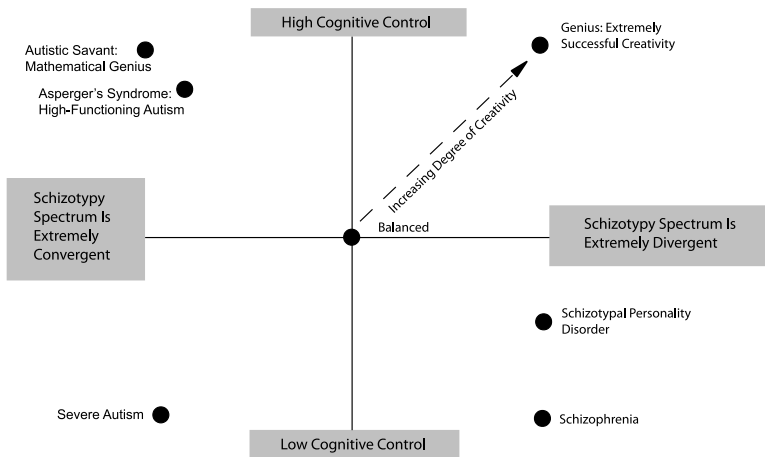 High Cognitive Control
Genius: Extremely
Successful Creativity
Autistic Savant:
Mathematical Genius
Asperger's Syndrome:
High-Functioning Autism
Increasing Degree of Creativity
Schizotypy
Spectrum Is
Extremely
Convergent
Balanced
Schizotypy Spectrum Is
Extremely Divergent
Schizotypal Personality
Disorder
Severe Autism
Schizophrenia
Low Cognitive Control